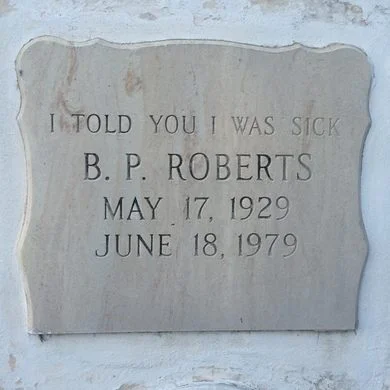 I TOLD YOU I WAS SICK
B. P. ROBERTS
MAY 17, 1929
JUNE 18, 1979